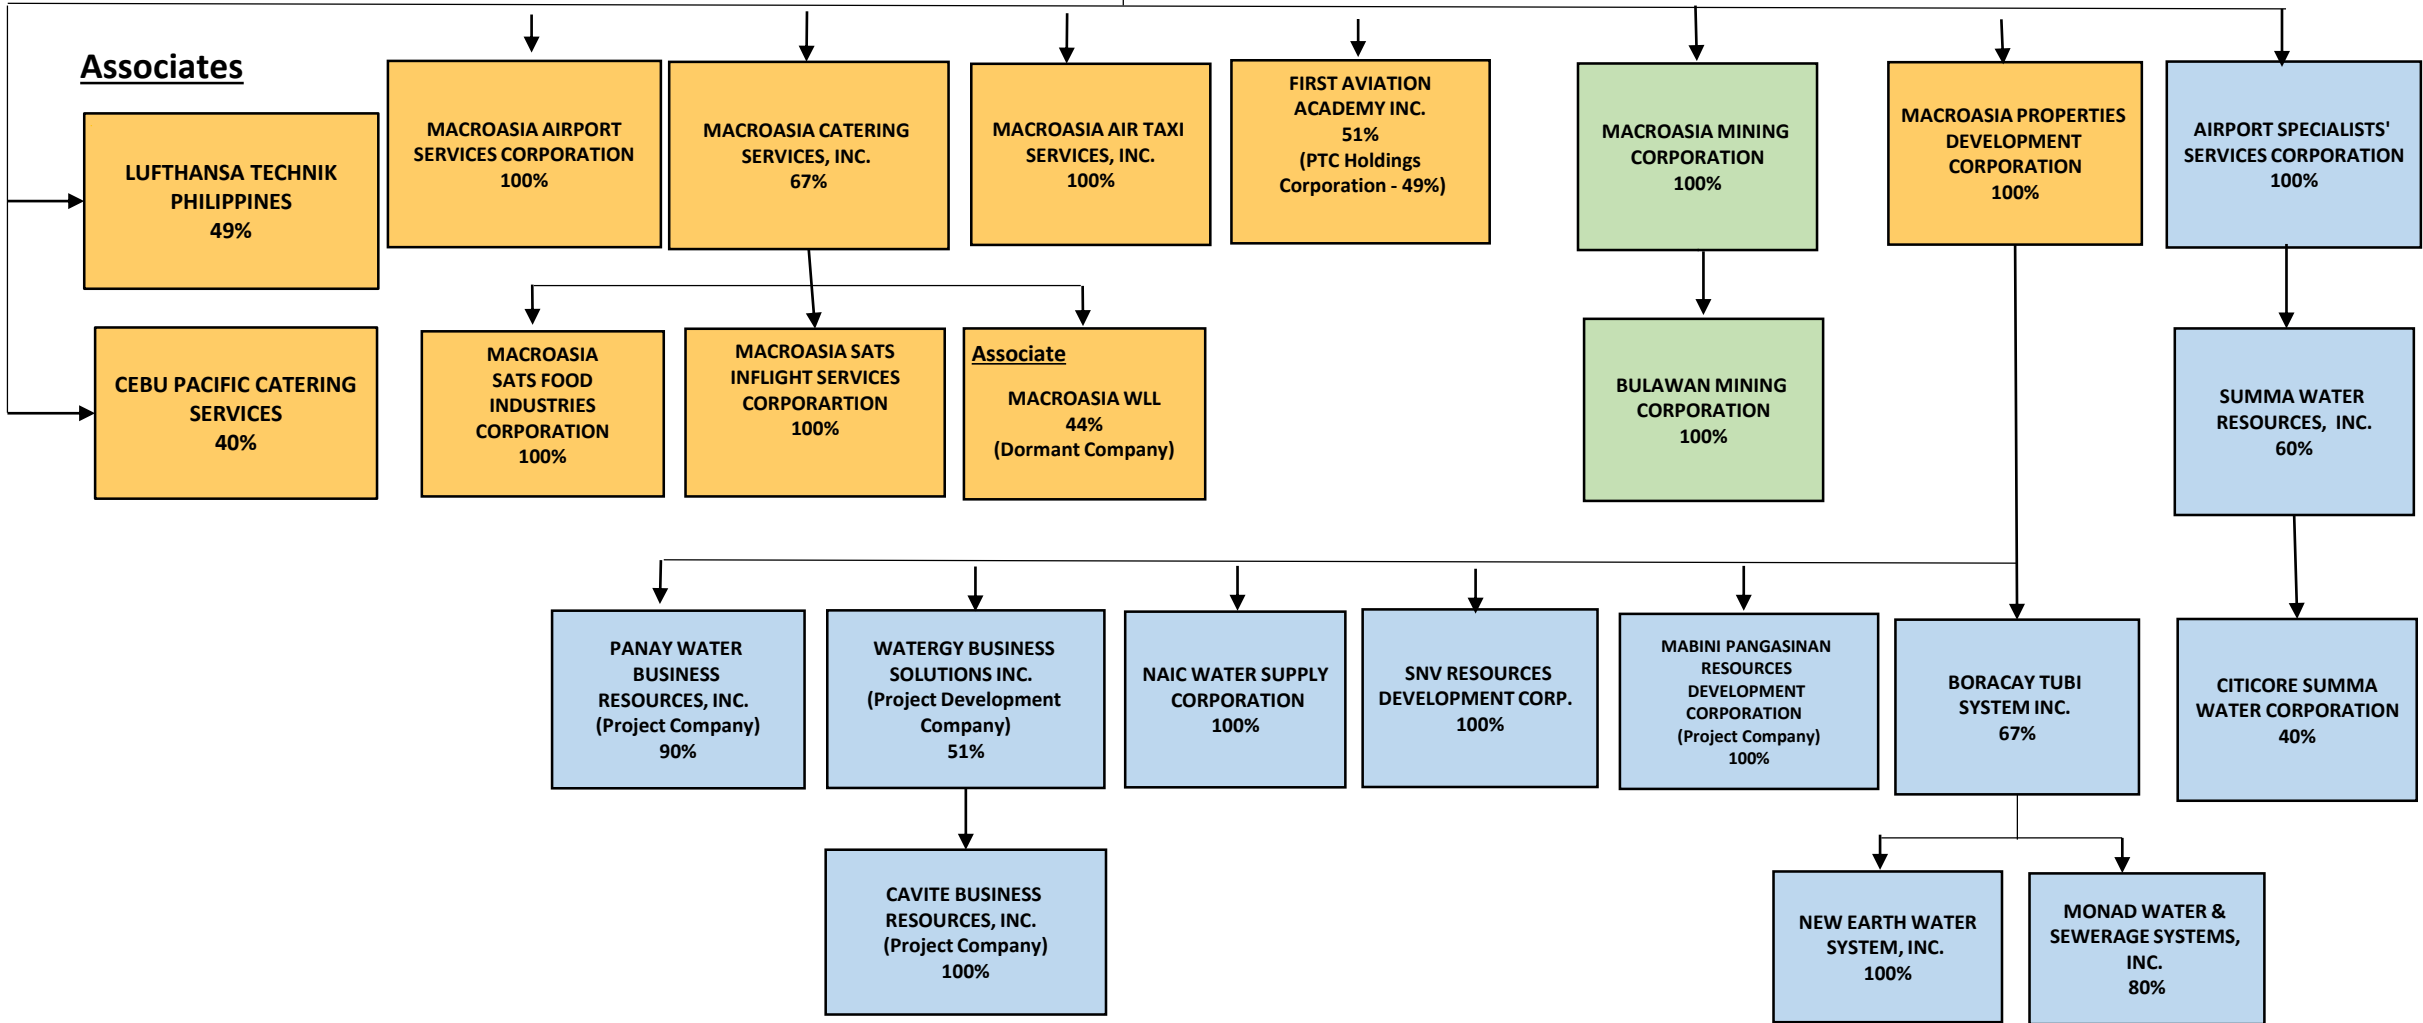 Associates
LUFTHANSA TECHNIK
PHILIPPINES
49%
CEBU PACIFIC CATERING
SERVICES
40%
MACROASIA AIRPORT
SERVICES CORPORATION
100%
MACROASIA CATERING
SERVICES, INC.
67%
MACROASIA AIR TAXI
SERVICES, INC.
100%
FIRST AVIATION
ACADEMY INC.
51%
(PTC Holdings
Corporation - 49%)
MACROASIA MINING
CORPORATION
100%
MACROASIA PROPERTIES
DEVELOPMENT
CORPORATION
100%
AIRPORT SPECIALISTS'
SERVICES CORPORATION
100%
MACROASIA
SATS FOOD
INDUSTRIES
CORPORATION
100%
MACROASIA SATS
INFLIGHT SERVICES
CORPORARTION
100%
Associate
MACROASIA WLL
44%
(Dormant Company)
BULAWAN MINING
CORPORATION
100%
SUMMA WATER
RESOURCES, INC.
60%
PANAY WATER
BUSINESS
RESOURCES, INC.
(Project Company)
90%
WATERGY BUSINESS
SOLUTIONS INC.
(Project Development
Company)
51%
NAIC WATER SUPPLY
CORPORATION
100%
SNV RESOURCES
DEVELOPMENT CORP.
100%
MABINI PANGASINAN
RESOURCES
DEVELOPMENT
CORPORATION
(Project Company)
100%
BORACAY TUBI
SYSTEM INC.
67%
CITICORE SUMMA
WATER CORPORATION
40%
CAVITE BUSINESS
RESOURCES, INC.
(Project Company)
100%
NEW EARTH WATER
SYSTEM, INC.
100%
MONAD WATER &
SEWERAGE SYSTEMS,
INC.
80%